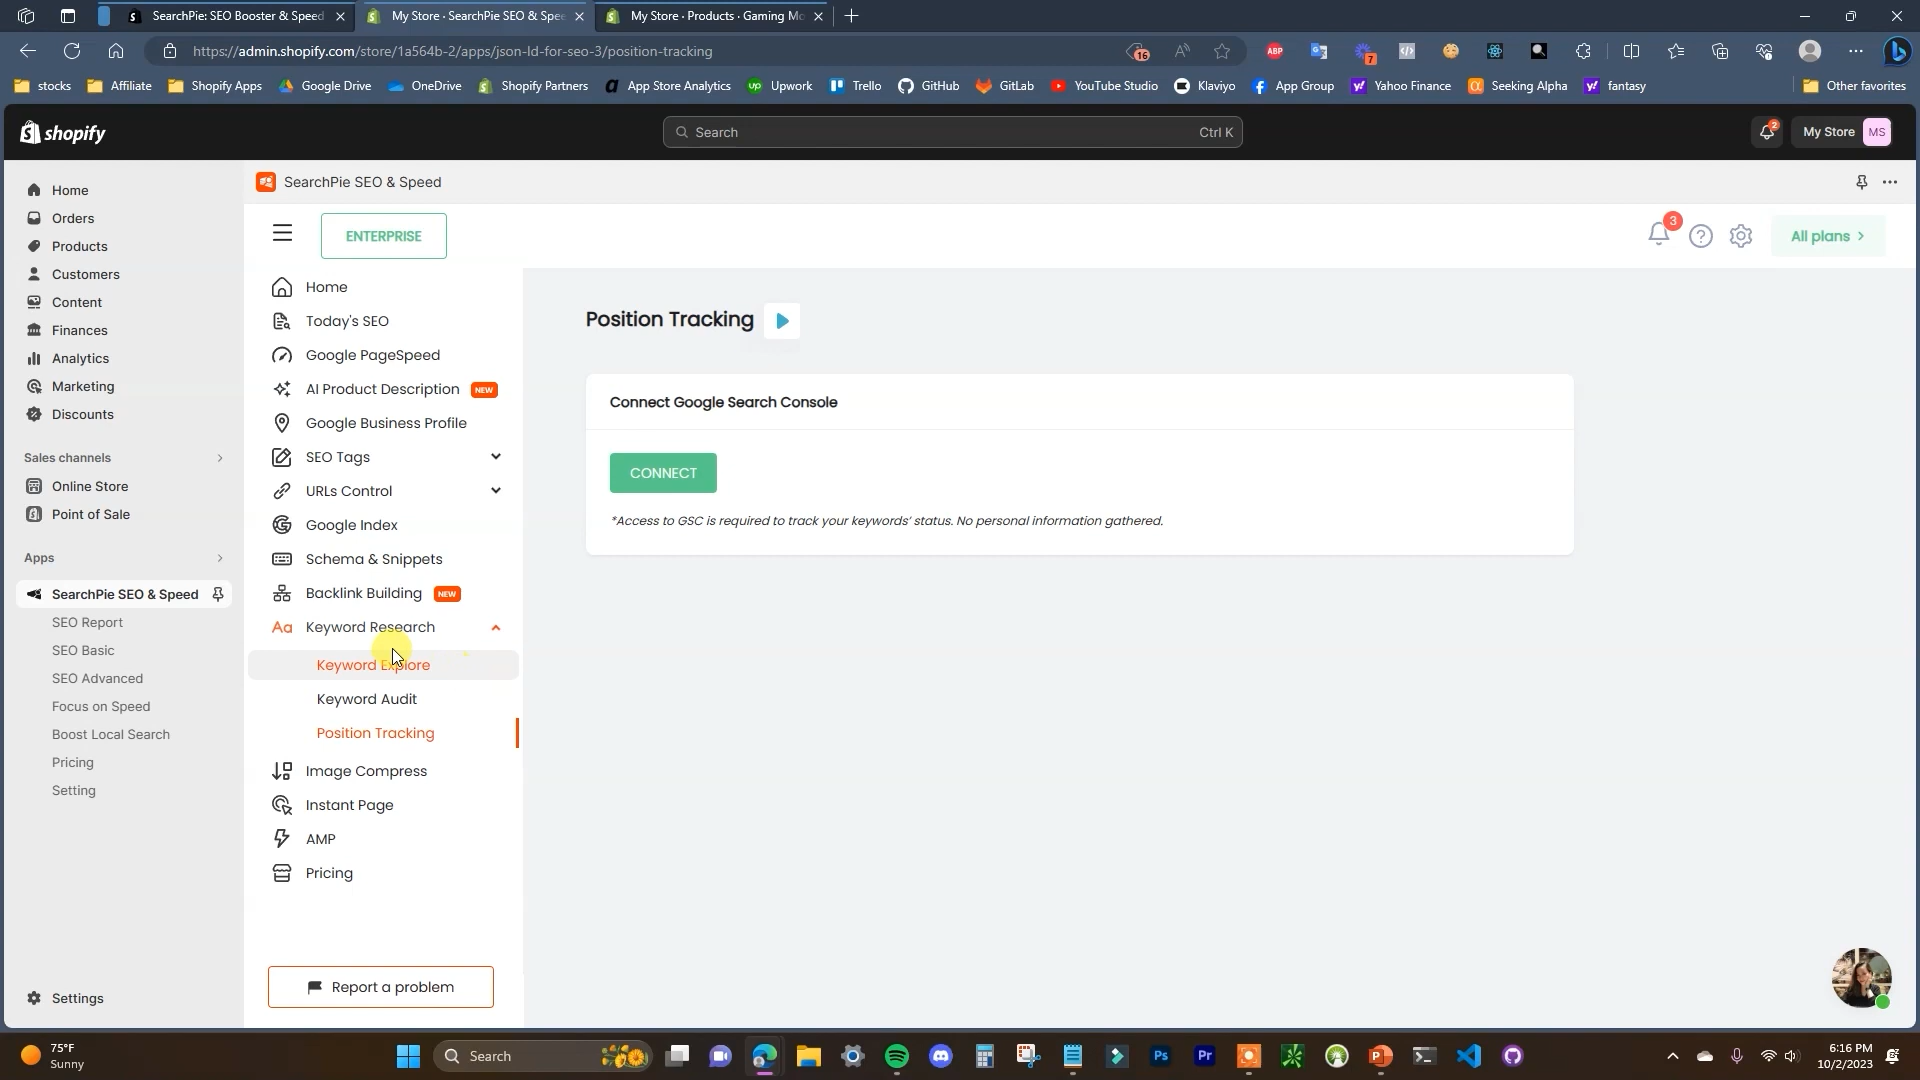 SearchPie: SEO Booster & Speed
My Store · SearchPie SEO & Spe
My Store · Products · Gaming Mo
https://admin.shopify.com/store/1a564b-2/apps/json-ld-for-seo-3/position-tracking
16
ABP
7
stocks
Affiliate
Shopify Apps
Google Drive
OneDrive
Shopify Partners
App Store Analytics
Upwork
Trello
GitHub
GitLab
YouTube Studio
Klaviyo
App Group
Yahoo Finance
Seeking Alpha
fantasy
Other favorites
shopify
Search
Ctrl K
2
My Store
MS
Home
Orders
Products
Customers
Content
Finances
Analytics
Marketing
Discounts
Sales channels
Online Store
Point of Sale
Apps
SearchPie SEO & Speed
SEO Report
SEO Basic
SEO Advanced
Focus on Speed
Boost Local Search
Pricing
Setting
Settings
SearchPie SEO & Speed
ENTERPRISE
3
All plans
Home
Today's SEO
Google PageSpeed
AI Product Description NEW
Google Business Profile
SEO Tags
URLs Control
Google Index
Schema & Snippets
Backlink Building NEW
Aa Keyword Research
Keyword Explore
Keyword Audit
Position Tracking
Image Compress
Instant Page
AMP
Pricing
Report a problem
Position Tracking
Connect Google Search Console
CONNECT
*Access to GSC is required to track your keywords' status. No personal information gathered.
75°F
Sunny
Search
Ps
Pr
6:16 PM
10/2/2023